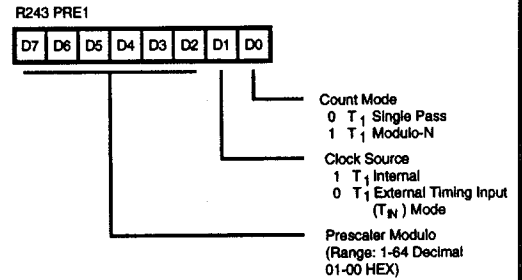 R243 PRE1
D7 D6 D5 D4 D3 D2 D1 D0
Count Mode
0 T1 Single Pass
1 T1 Modulo-N
Clock Source
1 T1 Internal
0 T1 External Timing Input
(TIN) Mode
Prescaler Modulo
(Range: 1-64 Decimal
01-00 HEX)